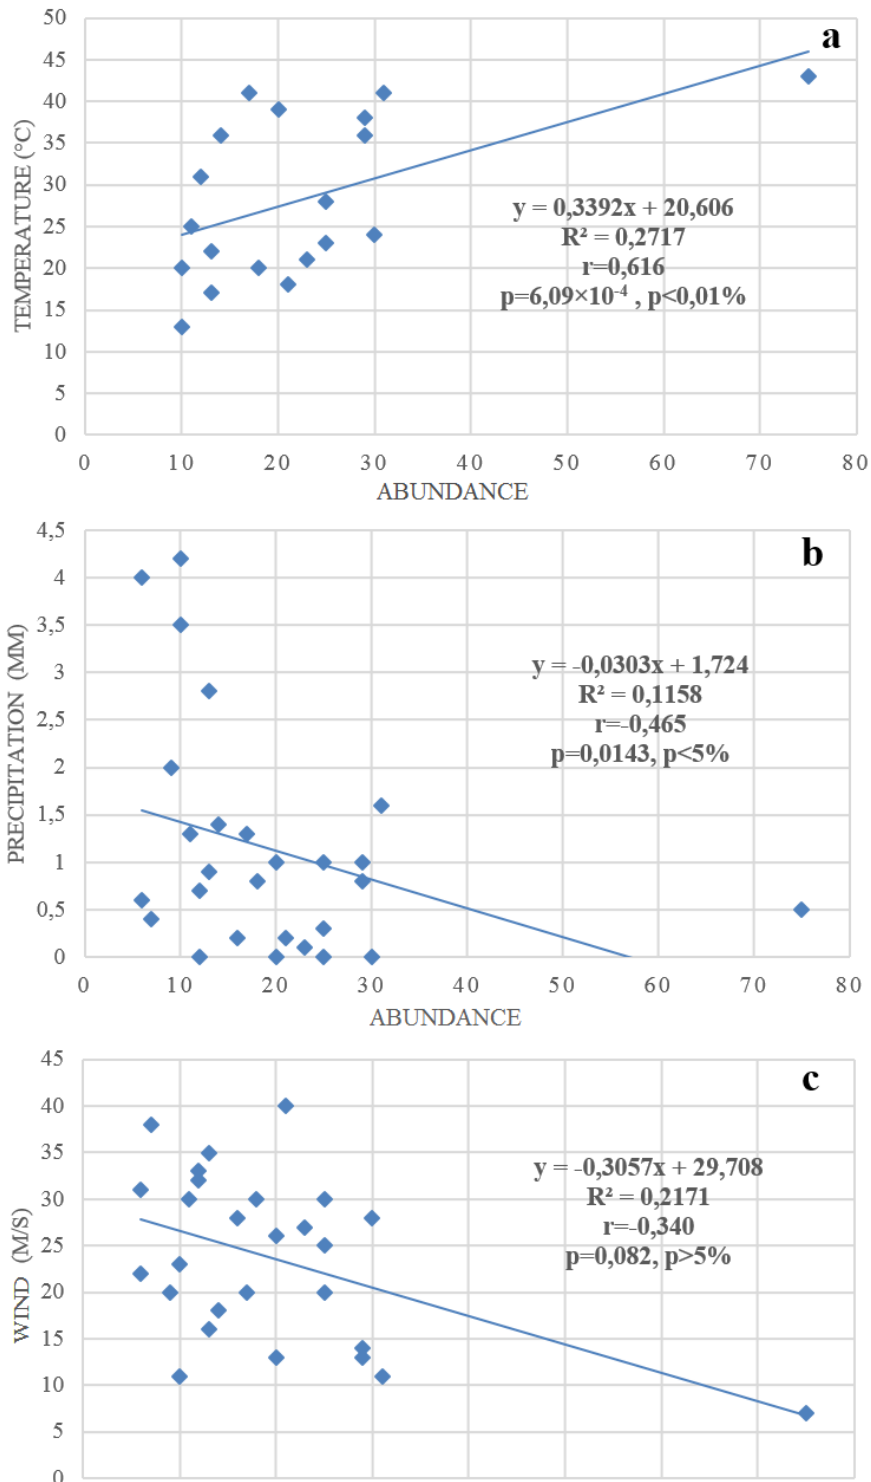 a
50
45
40
35
30
25
20
15
10
5
0
TEMPERATURE (°C)
y = 0,3392x + 20,606
R² = 0,2717
r=0,616
p=6,09×10⁻⁴ , p<0,01%
0 10 20 30 40 50 60 70 80
ABUNDANCE
b
4,5
4
3,5
3
2,5
2
1,5
1
0,5
0
PRECIPITATION (MM)
y = -0,0303x + 1,724
R² = 0,1158
r=-0,465
p=0,0143, p<5%
0 10 20 30 40 50 60 70 80
ABUNDANCE
c
45
40
35
30
25
20
15
10
5
0
WIND (M/S)
y = -0,3057x + 29,708
R² = 0,2171
r=-0,340
p=0,082, p>5%